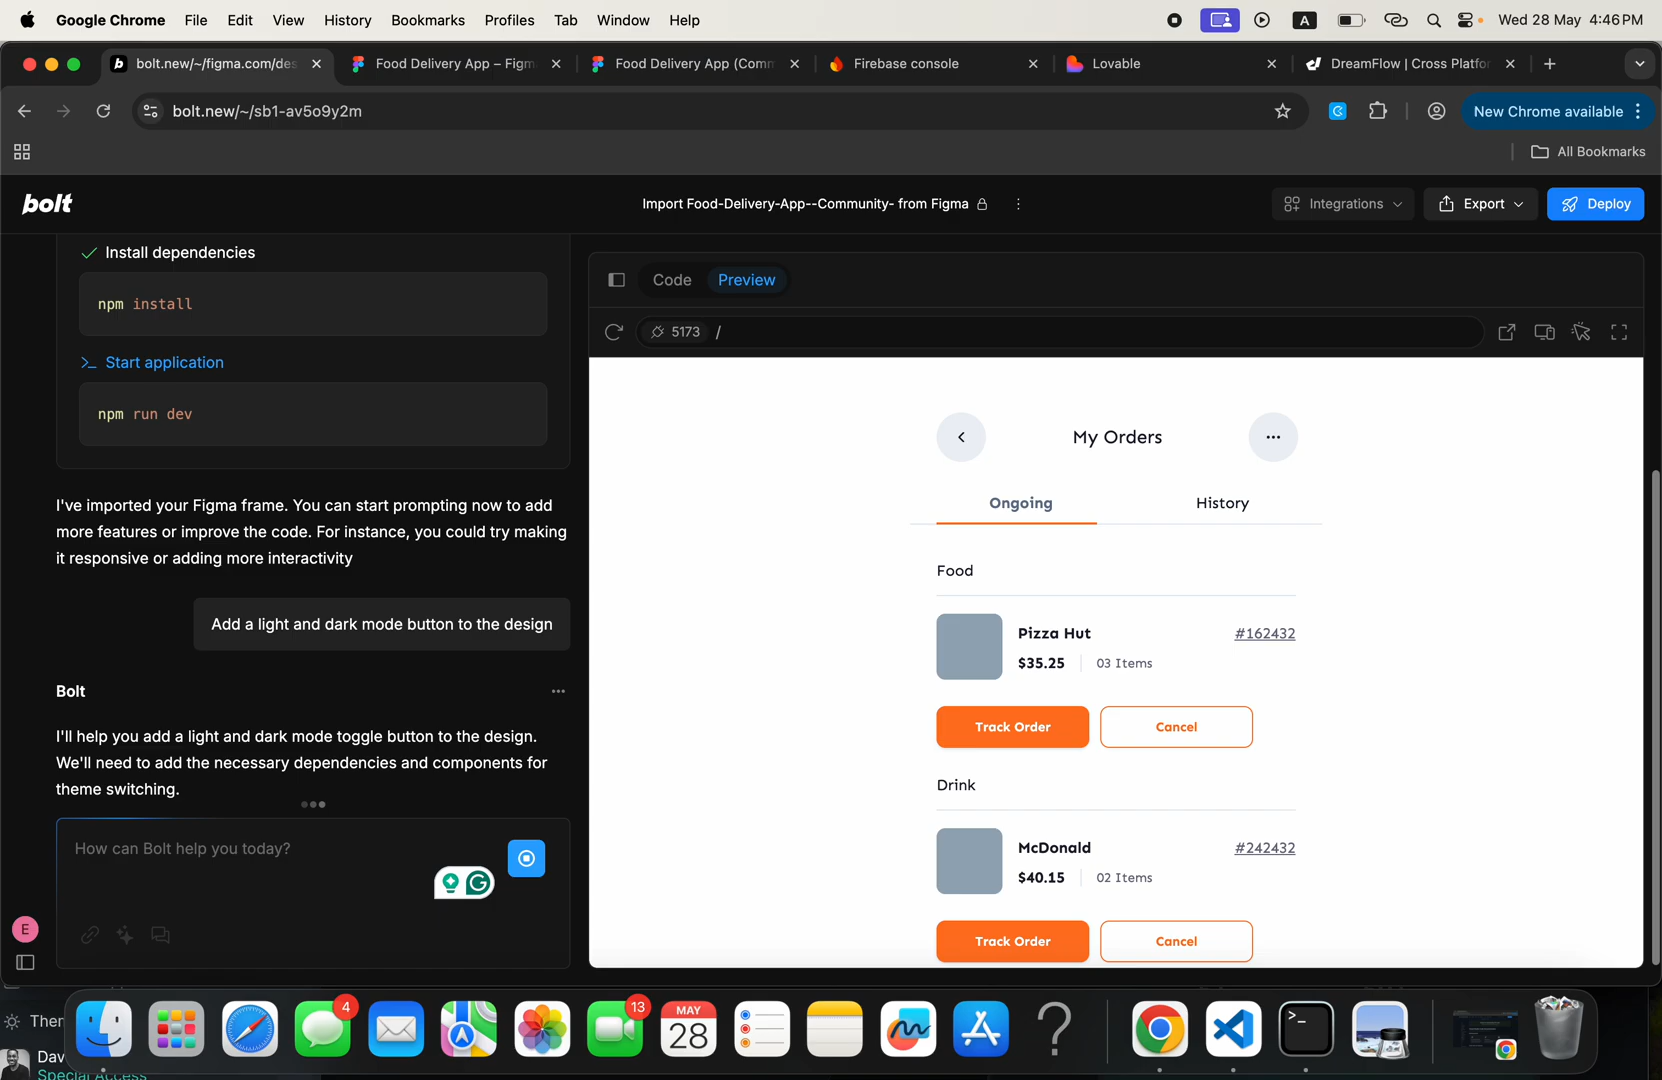 Google Chrome File Edit View History Bookmarks Profiles Tab Window Help A Wed 28 May 4:46 PM
bolt.new/~/figma.com/des Food Delivery App – Figm Food Delivery App (Comm Firebase console Lovable DreamFlow | Cross Platfor
bolt.new/~/sb1-av5o9y2m New Chrome available
All Bookmarks
bolt Import Food-Delivery-App--Community- from Figma Integrations Export Deploy
Install dependencies
npm install
Start application
npm run dev
I've imported your Figma frame. You can start prompting now to add
more features or improve the code. For instance, you could try making
it responsive or adding more interactivity
Add a light and dark mode button to the design
Bolt
I'll help you add a light and dark mode toggle button to the design.
We'll need to add the necessary dependencies and components for
theme switching.
How can Bolt help you today?
E
Code Preview
5173 /
My Orders
Ongoing History
Food
Pizza Hut #162432
$35.25 03 Items
Track Order Cancel
Drink
McDonald #242432
$40.15 02 Items
Track Order Cancel
4 13 MAY 28
Ther
Dav
Special Access